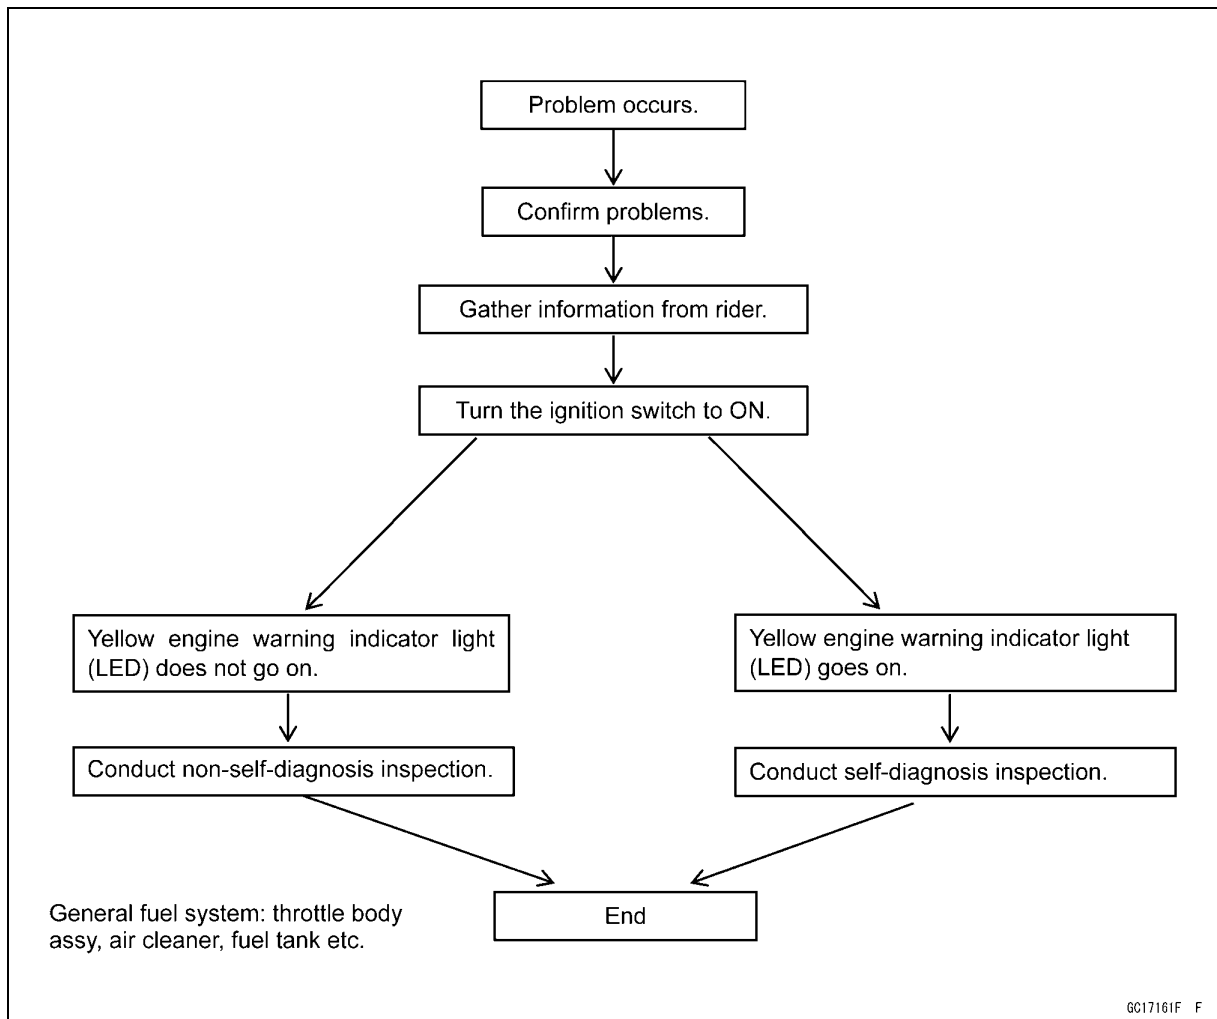 Problem occurs.
Confirm problems.
Gather information from rider.
Turn the ignition switch to ON.
Yellow engine warning indicator light
(LED) does not go on.
Yellow engine warning indicator light
(LED) goes on.
Conduct non-self-diagnosis inspection.
Conduct self-diagnosis inspection.
End
General fuel system: throttle body
assy, air cleaner, fuel tank etc.
GC17161F F